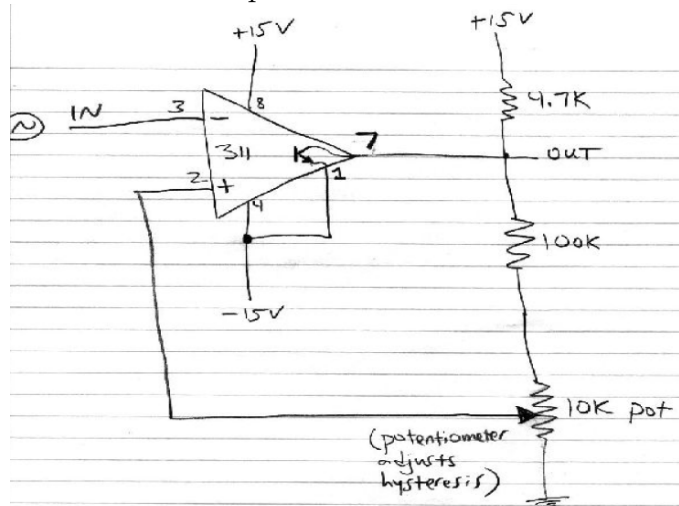 +15V
+15V
4.7K
IN
3
-
8
311
7
OUT
1
2
+
4
100K
-15V
10K pot
(potentiometer
adjusts
hysteresis)